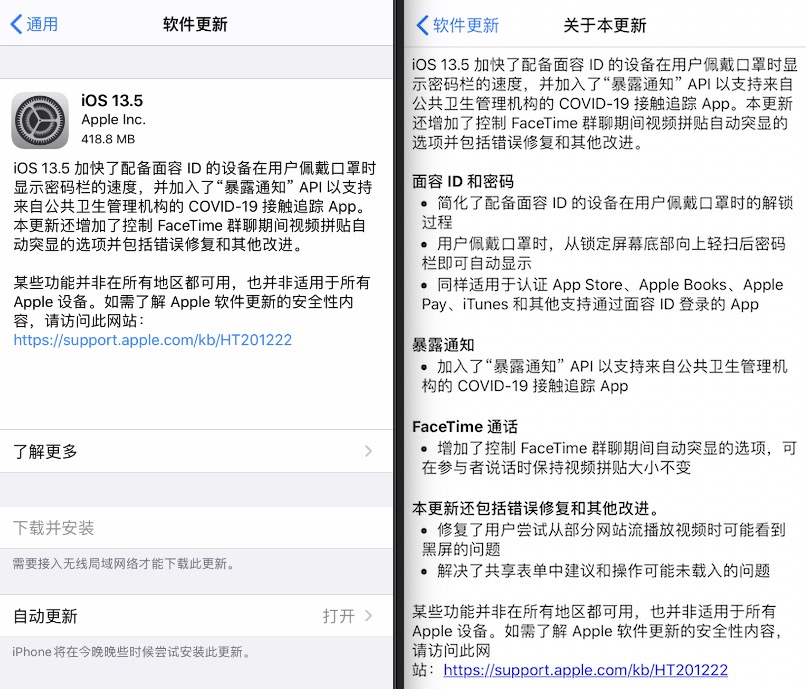 通用
软件更新
iOS 13.5
Apple Inc.
418.8 MB
iOS 13.5 加快了配备面容 ID 的设备在用户佩戴口罩时
显示密码栏的速度，并加入了“暴露通知” API 以支持
来自公共卫生管理机构的 COVID-19 接触追踪 App。
本更新还增加了控制 FaceTime 群聊期间视频拼贴自
动突显的选项并包括错误修复和其他改进。
某些功能并非在所有地区都可用，也并非适用于所有
Apple 设备。如需了解 Apple 软件更新的安全性内
容，请访问此网站：
https://support.apple.com/kb/HT201222
了解更多
下载并安装
需要接入无线局域网络才能下载此更新。
自动更新
打开
iPhone将在今晚晚些时候尝试安装此更新。
软件更新
关于本更新
iOS 13.5 加快了配备面容 ID 的设备在用户佩戴口罩时显
示密码栏的速度，并加入了“暴露通知” API 以支持来自
公共卫生管理机构的 COVID-19 接触追踪 App。本更新
还增加了控制 FaceTime 群聊期间视频拼贴自动突显的
选项并包括错误修复和其他改进。
面容 ID 和密码
• 简化了配备面容 ID 的设备在用户佩戴口罩时的解锁
过程
• 用户佩戴口罩时，从锁定屏幕底部向上轻扫后密码
栏即可自动显示
• 同样适用于认证 App Store、Apple Books、Apple
Pay、iTunes 和其他支持通过面容 ID 登录的 App
暴露通知
• 加入了“暴露通知” API 以支持来自公共卫生管理机
构的 COVID-19 接触追踪 App
FaceTime 通话
• 增加了控制 FaceTime 群聊期间自动突显的选项，可
在参与者说话时保持视频拼贴大小不变
本更新还包括错误修复和其他改进。
• 修复了用户尝试从部分网站流播放视频时可能看到
黑屏的问题
• 解决了共享表单中建议和操作可能未载入的问题
某些功能并非在所有地区都可用，也并非适用于所有
Apple 设备。如需了解 Apple 软件更新的安全性内容，
请访问此网
站：https://support.apple.com/kb/HT201222